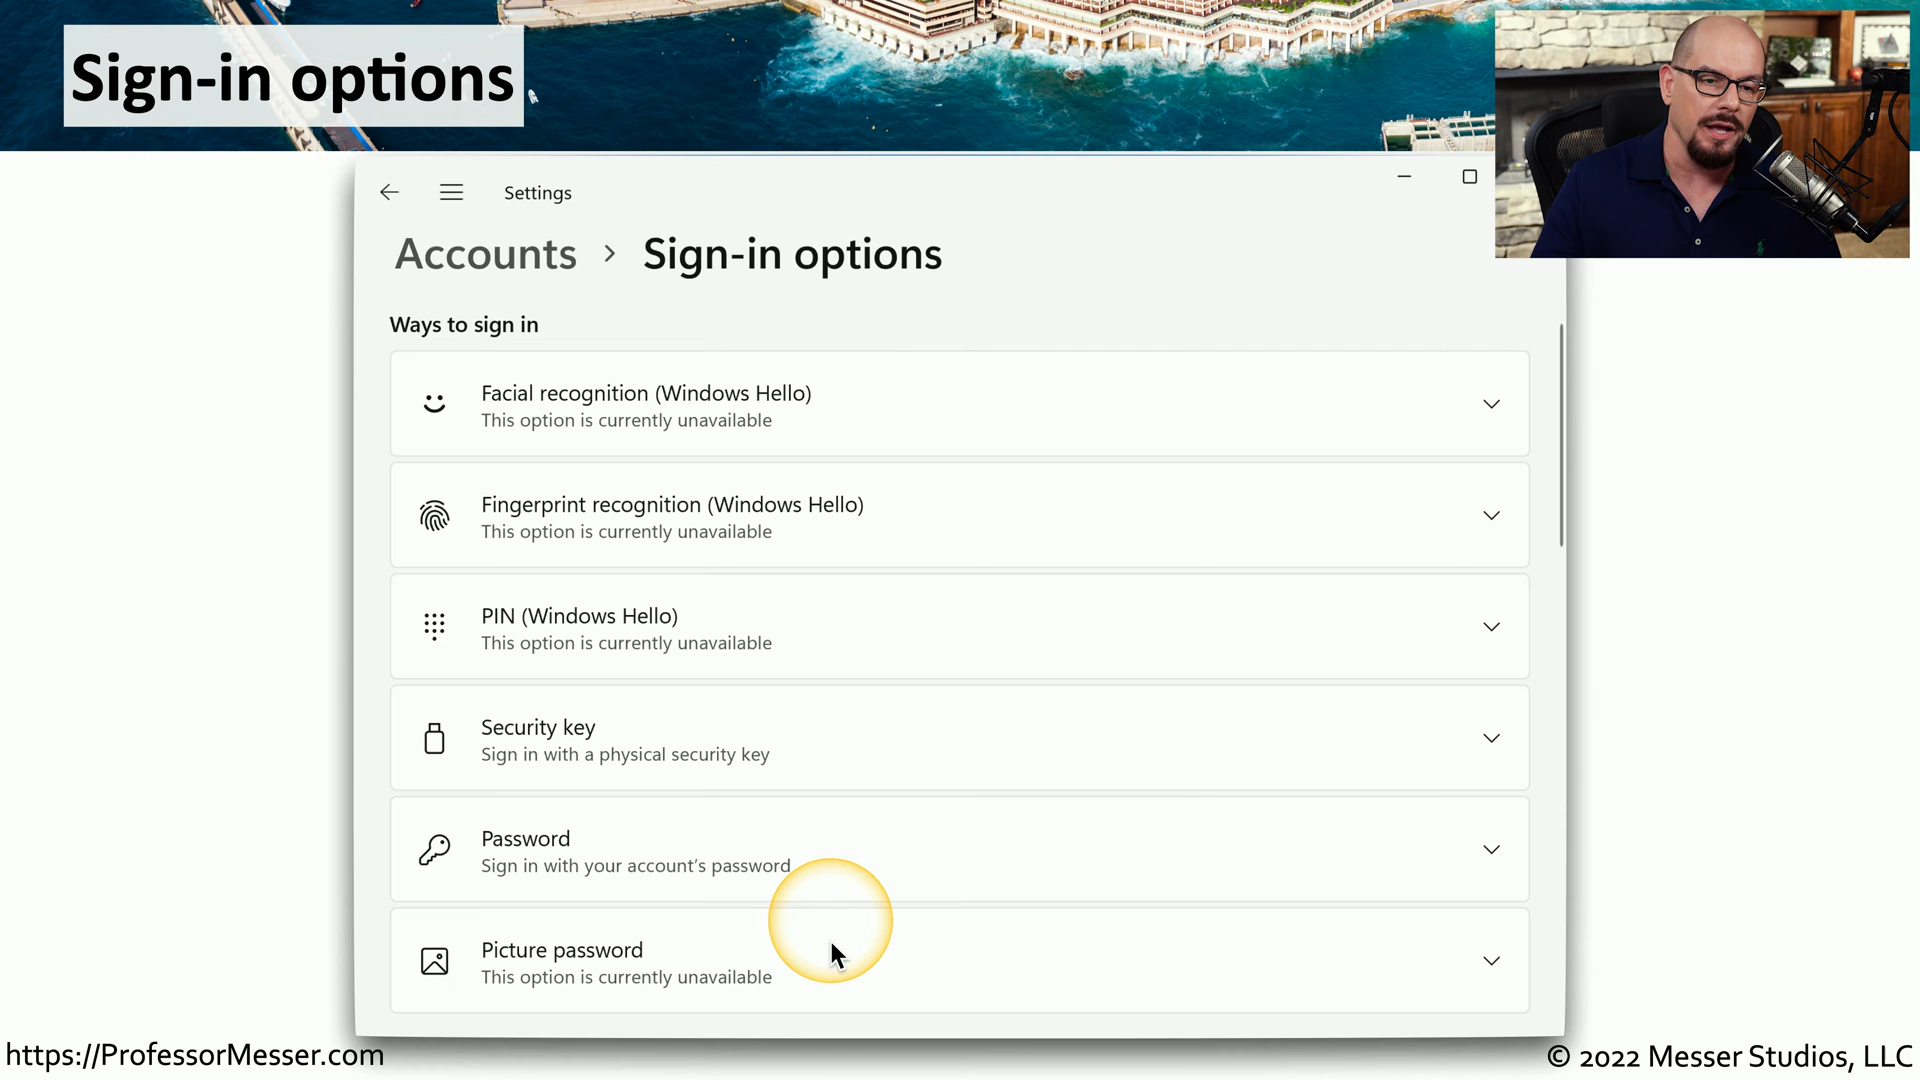 Sign-in options
Settings
Accounts > Sign-in options
Ways to sign in
Facial recognition (Windows Hello)
This option is currently unavailable
Fingerprint recognition (Windows Hello)
This option is currently unavailable
PIN (Windows Hello)
This option is currently unavailable
Security key
Sign in with a physical security key
Password
Sign in with your account's password
Picture password
This option is currently unavailable
https://ProfessorMesser.com
© 2022 Messer Studios, LLC